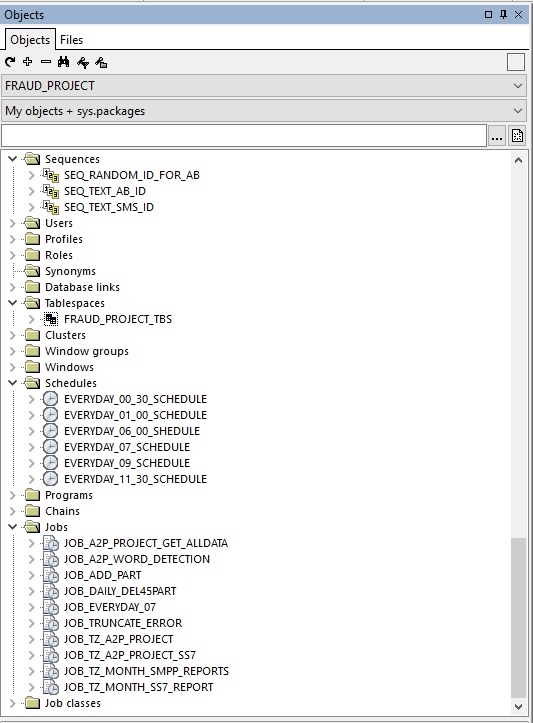 Objects
Objects Files
FRAUD_PROJECT
My objects + sys.packages
...
Sequences
SEQ_RANDOM_ID_FOR_AB
SEQ_TEXT_AB_ID
SEQ_TEXT_SMS_ID
Users
Profiles
Roles
Synonyms
Database links
Tablespaces
FRAUD_PROJECT_TBS
Clusters
Window groups
Windows
Schedules
EVERYDAY_00_30_SCHEDULE
EVERYDAY_01_00_SCHEDULE
EVERYDAY_06_00_SHEDULE
EVERYDAY_07_SCHEDULE
EVERYDAY_09_SCHEDULE
EVERYDAY_11_30_SCHEDULE
Programs
Chains
Jobs
JOB_A2P_PROJECT_GET_ALLDATA
JOB_A2P_WORD_DETECTION
JOB_ADD_PART
JOB_DAILY_DEL45PART
JOB_EVERYDAY_07
JOB_TRUNCATE_ERROR
JOB_TZ_A2P_PROJECT
JOB_TZ_A2P_PROJECT_SS7
JOB_TZ_MONTH_SMPP_REPORTS
JOB_TZ_MONTH_SS7_REPORT
Job classes